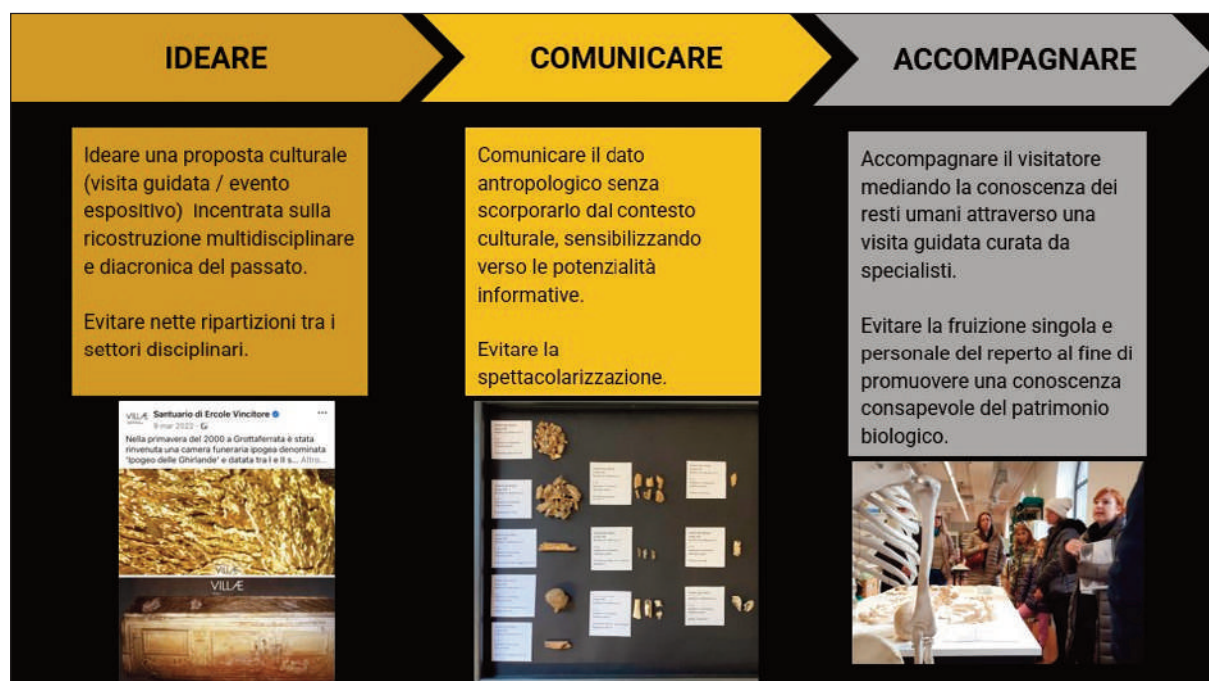 IDEARE
COMUNICARE
ACCOMPAGNARE
Ideare una proposta culturale
(visita guidata / evento
espositivo) incentrata sulla
ricostruzione multidisciplinare
e diacronica del passato.
Evitare nette ripartizioni tra i
settori disciplinari.
Comunicare il dato
antropologico senza
scorporarlo dal contesto
culturale, sensibilizzando
verso le potenzialità
informative.
Evitare la
spettacolarizzazione.
Accompagnare il visitatore
mediando la conoscenza dei
resti umani attraverso una
visita guidata curata da
specialisti.
Evitare la fruizione singola e
personale del reperto al fine di
promuovere una conoscenza
consapevole del patrimonio
biologico.
VILLÆ
Santuario di Ercole Vincitore
9 mar 2022
Nella primavera del 2000 a Grottaferrata è stata
rinvenuta una camera funeraria ipogea denominata
"Ipogeo delle Ghirlande" e datata tra I e II s... Altro...
VILLÆ
VILLÆ